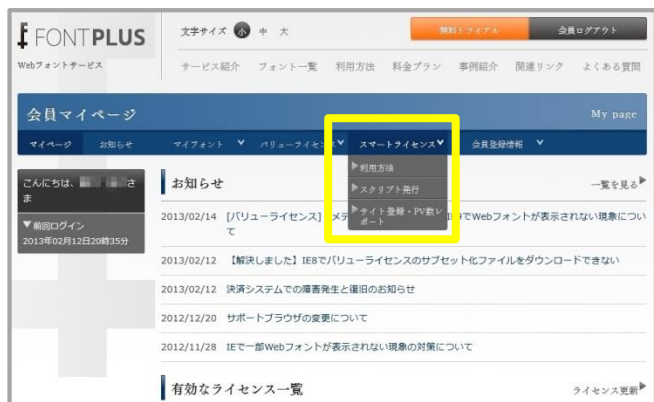 FONTPLUS
Webフォントサービス
文字サイズ 小 中 大
無料トライアル
会員ログアウト
サービス紹介 フォント一覧 利用方法 料金プラン 事例紹介 関連リンク よくある質問
会員マイページ
My page
マイページ お知らせ マイフォント バリューライセンス スマートライセンス 会員登録情報
利用方法
スクリプト発行
サイト登録・PV数レ
ポート
こんにちは、 さ
ま
前回ログイン
2013年02月12日20時35分
お知らせ
一覧を見る
2013/02/14 [バリューライセンス] メデ 9でWebフォントが表示されない現象につい
て
2013/02/12 【解決しました】IE8でバリューライセンスのサブセット化ファイルをダウンロードできない
2013/02/12 決済システムでの障害発生と復旧のお知らせ
2012/12/20 サポートブラウザの変更について
2012/11/28 IEで一部Webフォントが表示されない現象の対策について
有効なライセンス一覧
ライセンス更新